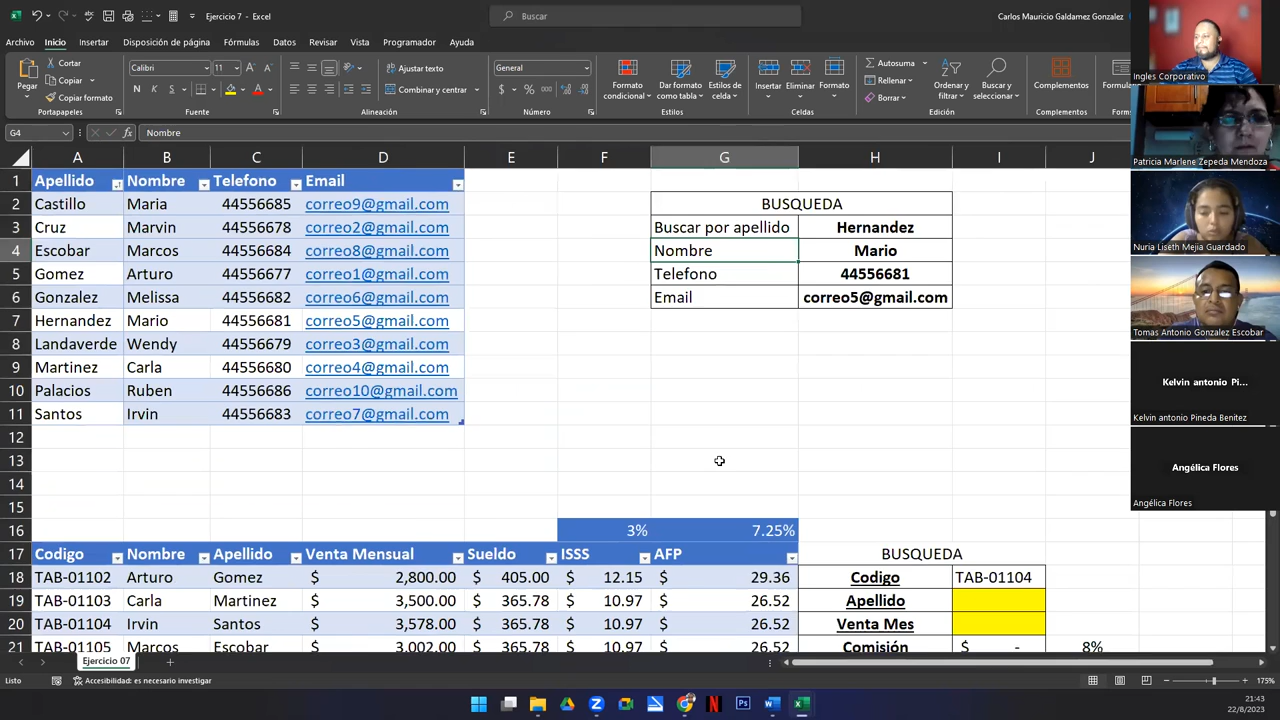 Ejercicio 7 - Excel
Buscar
Carlos Mauricio Galdamez Gonzalez
Archivo Inicio Insertar Disposición de página Fórmulas Datos Revisar Vista Programador Ayuda
Pegar
Cortar
Copiar
Copiar formato
Portapapeles
Calibri 11
N K S
Fuente
Ajustar texto
Combinar y centrar
Alineación
General
$ % 000
Número
Formato condicional
Dar formato como tabla
Estilos de celda
Estilos
Insertar Eliminar Formato
Celdas
Autosuma
Rellenar
Borrar
Ordenar y filtrar
Buscar y seleccionar
Edición
Complementos
Complementos
G4 fx Nombre
A B C D E F G H I J
1 Apellido Nombre Telefono Email
2 Castillo Maria 44556685 correo9@gmail.com BUSQUEDA
3 Cruz Marvin 44556678 correo2@gmail.com Buscar por apellido Hernandez
4 Escobar Marcos 44556684 correo8@gmail.com Nombre Mario
5 Gomez Arturo 44556677 correo1@gmail.com Telefono 44556681
6 Gonzalez Melissa 44556682 correo6@gmail.com Email correo5@gmail.com
7 Hernandez Mario 44556681 correo5@gmail.com
8 Landaverde Wendy 44556679 correo3@gmail.com
9 Martinez Carla 44556680 correo4@gmail.com
10 Palacios Ruben 44556686 correo10@gmail.com
11 Santos Irvin 44556683 correo7@gmail.com
12
13
14
15
16 3% 7.25%
17 Codigo Nombre Apellido Venta Mensual Sueldo ISSS AFP BUSQUEDA
18 TAB-01102 Arturo Gomez $ 2,800.00 $ 405.00 $ 12.15 $ 29.36 Codigo TAB-01104
19 TAB-01103 Carla Martinez $ 3,500.00 $ 365.78 $ 10.97 $ 26.52 Apellido
20 TAB-01104 Irvin Santos $ 3,578.00 $ 365.78 $ 10.97 $ 26.52 Venta Mes
21 TAB-01105 Marcos Escobar $ 3,002.00 $ 365.78 $ 10.97 $ 26.52 Comisión $ - 8%
Ejercicio 07
Listo
Accesibilidad: es necesario investigar
175%
21:43
22/8/2023
Ingles Corporativo
Patricia Marlene Zepeda Mendoza
Nuria Liseth Mejia Guardado
Tomas Antonio Gonzalez Escobar
Kelvin antonio Pi...
Kelvin antonio Pineda Benitez
Angélica Flores
Angélica Flores